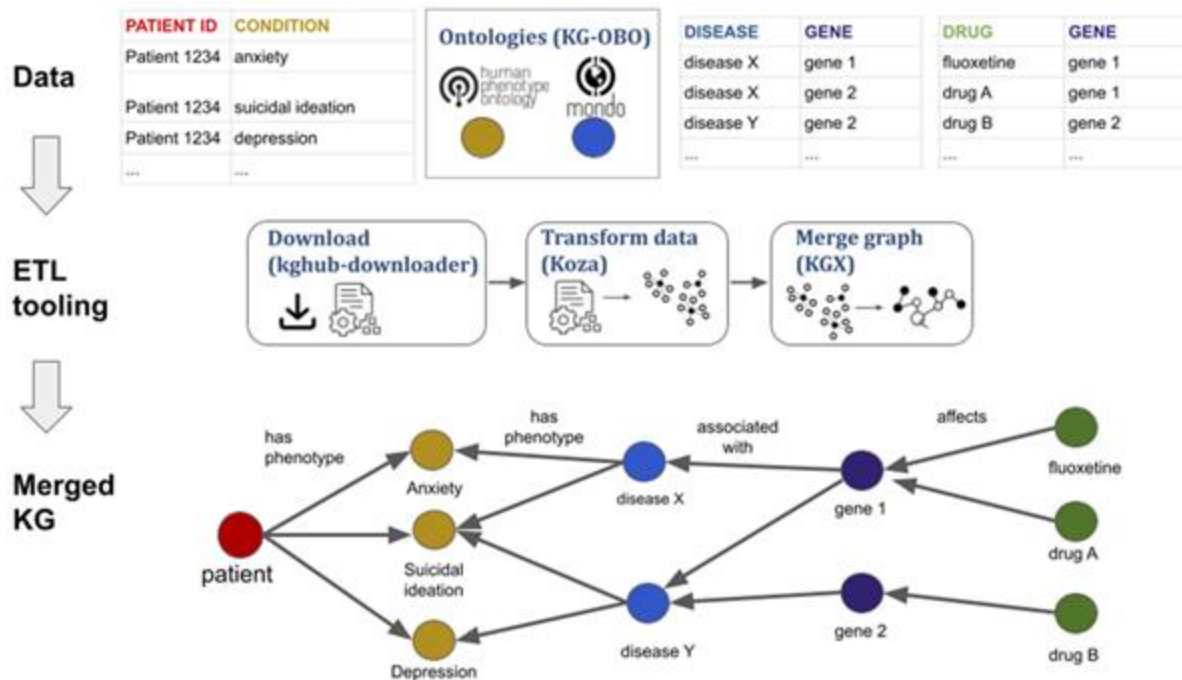 PATIENT ID CONDITION
Patient 1234 anxiety
Patient 1234 suicidal ideation
Patient 1234 depression
... ...
Ontologies (KG-OBO)
human
phenotype
ontology
mondo
DISEASE GENE
disease X gene 1
disease X gene 2
disease Y gene 2
... ...
DRUG GENE
fluoxetine gene 1
drug A gene 1
drug B gene 2
... ...
Data
ETL
tooling
Download
(kghub-downloader)
Transform data
(Koza)
Merge graph
(KGX)
Merged
KG
has
phenotype
has
phenotype
associated
with
affects
patient
Anxiety
Suicidal
ideation
Depression
disease X
disease Y
gene 1
gene 2
fluoxetine
drug A
drug B